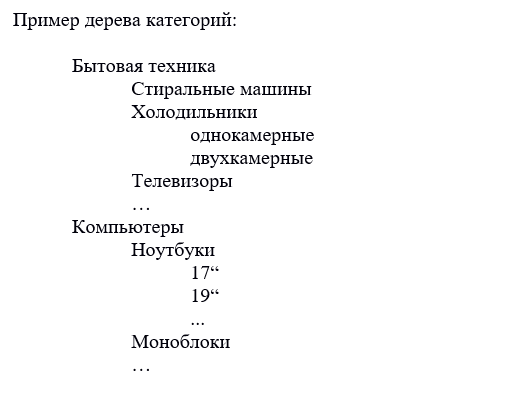 Пример дерева категорий:
Бытовая техника
Стиральные машины
Холодильники
однокамерные
двухкамерные
Телевизоры
…
Компьютеры
Ноутбуки
17“
19“
...
Моноблоки
…